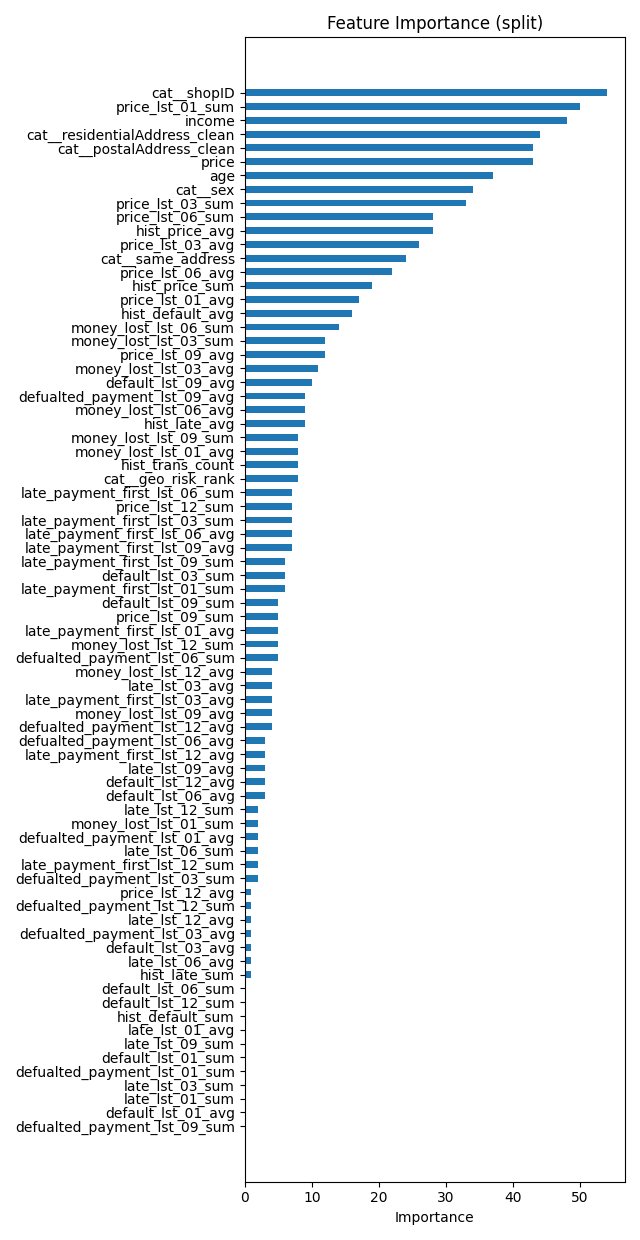 Feature Importance (split)
cat__shopID
price_lst_01_sum
income
cat__residentialAddress_clean
cat__postalAddress_clean
price
age
cat__sex
price_lst_03_sum
price_lst_06_sum
hist_price_avg
price_lst_03_avg
cat__same_address
price_lst_06_avg
hist_price_sum
price_lst_01_avg
hist_default_avg
money_lost_lst_06_sum
money_lost_lst_03_sum
price_lst_09_avg
money_lost_lst_03_avg
default_lst_09_avg
defualted_payment_lst_09_avg
money_lost_lst_06_avg
hist_late_avg
money_lost_lst_09_sum
money_lost_lst_01_avg
hist_trans_count
cat__geo_risk_rank
late_payment_first_lst_06_sum
price_lst_12_sum
late_payment_first_lst_03_sum
late_payment_first_lst_06_avg
late_payment_first_lst_09_avg
late_payment_first_lst_09_sum
default_lst_03_sum
late_payment_first_lst_01_sum
default_lst_09_sum
price_lst_09_sum
late_payment_first_lst_01_avg
money_lost_lst_12_sum
defualted_payment_lst_06_sum
money_lost_lst_12_avg
late_lst_03_avg
late_payment_first_lst_03_avg
money_lost_lst_09_avg
defualted_payment_lst_12_avg
defualted_payment_lst_06_avg
late_payment_first_lst_12_avg
late_lst_09_avg
default_lst_12_avg
default_lst_06_avg
late_lst_12_sum
money_lost_lst_01_sum
defualted_payment_lst_01_avg
late_lst_06_sum
late_payment_first_lst_12_sum
defualted_payment_lst_03_sum
price_lst_12_avg
defualted_payment_lst_12_sum
late_lst_12_avg
defualted_payment_lst_03_avg
default_lst_03_avg
late_lst_06_avg
hist_late_sum
default_lst_06_sum
default_lst_12_sum
hist_default_sum
late_lst_01_avg
late_lst_09_sum
default_lst_01_sum
defualted_payment_lst_01_sum
late_lst_03_sum
late_lst_01_sum
default_lst_01_avg
defualted_payment_lst_09_sum
0 10 20 30 40 50
Importance